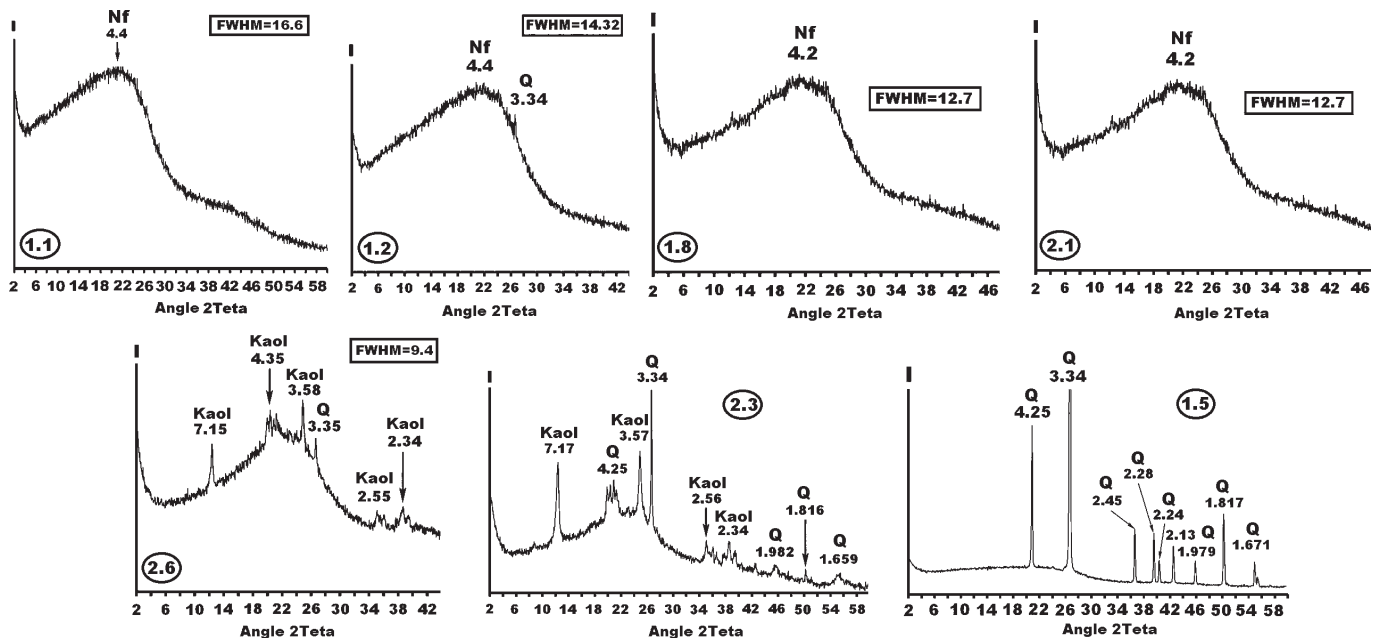 I
Nf
4.4
FWHM=16.6
1.1
2 6 10 14 18 22 26 30 34 38 42 46 50 54 58
Angle 2Teta
I
Nf
4.4
Q
3.34
FWHM=14.32
1.2
2 6 10 14 18 22 26 30 34 38 42
Angle 2Teta
I
Nf
4.2
FWHM=12.7
1.8
2 6 10 14 18 22 26 30 34 38 42 46
Angle 2Teta
I
Nf
4.2
FWHM=12.7
2.1
2 6 10 14 18 22 26 30 34 38 42 46
Angle 2Teta
I
Kaol
7.15
Kaol
4.35
Kaol
3.58
Q
3.35
Kaol
2.55
Kaol
2.34
FWHM=9.4
2.6
2 6 10 14 18 22 26 30 34 38 42
Angle 2Teta
I
Kaol
7.17
Q
4.25
Kaol
3.57
Q
3.34
Kaol
2.56
Kaol
2.34
Q
1.982
Q
1.816
Q
1.659
2.3
2 6 10 14 18 22 26 30 34 38 42 46 50 54 58
Angle 2Teta
I
Q
4.25
Q
3.34
Q
2.45
Q
2.28
Q
2.24
2.13
Q
1.979
Q
1.817
Q
1.671
1.5
2 6 10 14 18 22 26 30 34 38 42 46 50 54 58
Angle 2Teta